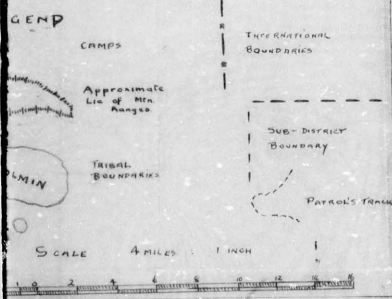 GEND
CAMPS
INTERNATIONAL
BOUNDARIES
Approximate
Lie of Mtn.
Ranges
SUB-DISTRICT
BOUNDARY
TRIBAL
BOUNDARIES
OLMIN
PATROL'S TRACK
SCALE 4 MILES 1 INCH
1 0 2 4 6 8 10 12 14 16